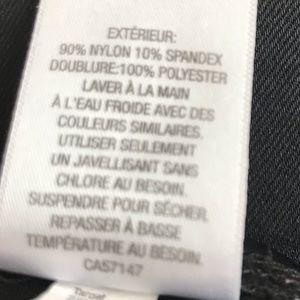 EXTÉRIEUR:
90% NYLON 10% SPANDEX
DOUBLURE:100% POLYESTER
LAVER À LA MAIN
À L'EAU FROIDE AVEC DES
COULEURS SIMILAIRES.
UTILISER SEULEMENT
UN JAVELLISANT SANS
CHLORE AU BESOIN.
SUSPENDRE POUR SÉCHER.
REPASSER À BASSE
TEMPÉRATURE AU BESOIN.
CA57147
Target